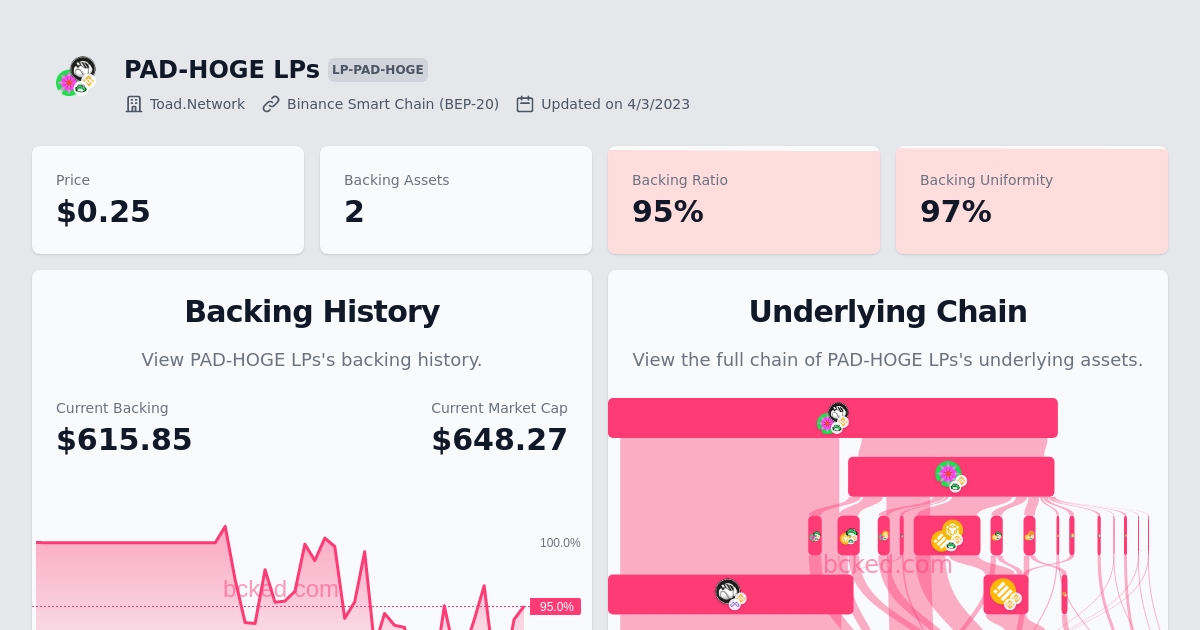 PAD-HOGE LPs LP-PAD-HOGE
Toad.Network Binance Smart Chain (BEP-20) Updated on 4/3/2023
Price
$0.25
Backing Assets
2
Backing Ratio
95%
Backing Uniformity
97%
Backing History
View PAD-HOGE LPs's backing history.
Current Backing
$615.85
Current Market Cap
$648.27
100.0%
bcked.com
95.0%
Underlying Chain
View the full chain of PAD-HOGE LPs's underlying assets.
bcked.com